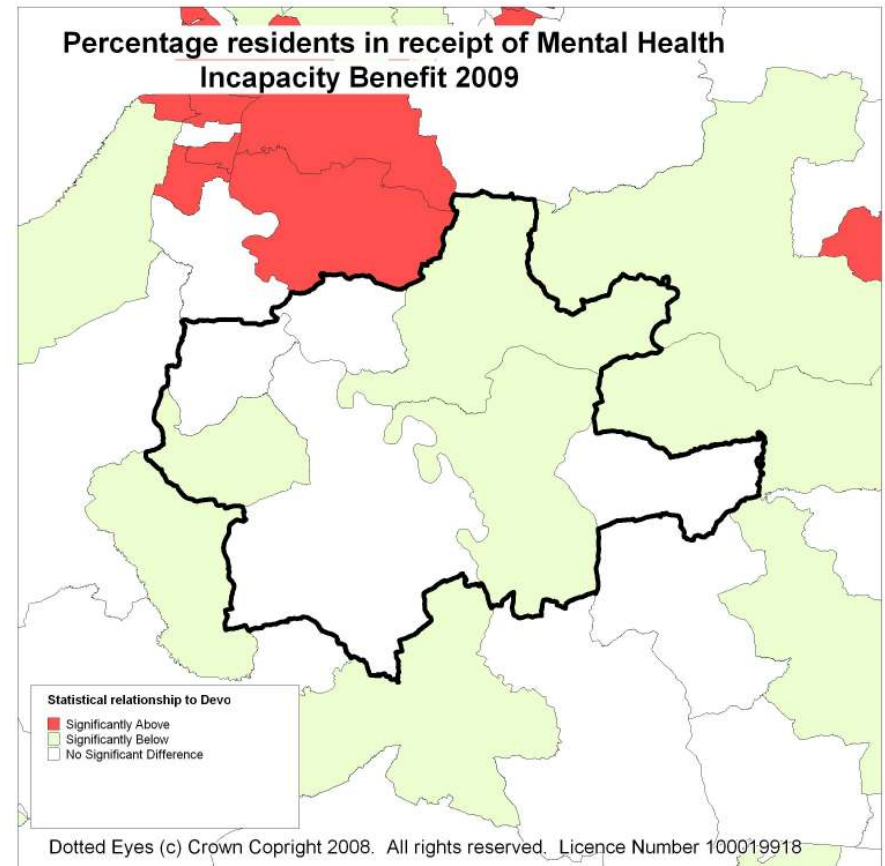 Percentage residents in receipt of Mental Health
Incapacity Benefit 2009
Statistical relationship to Devo
Significantly Above
Significantly Below
No Significant Difference
Dotted Eyes (c) Crown Copright 2008. All rights reserved. Licence Number 100019918